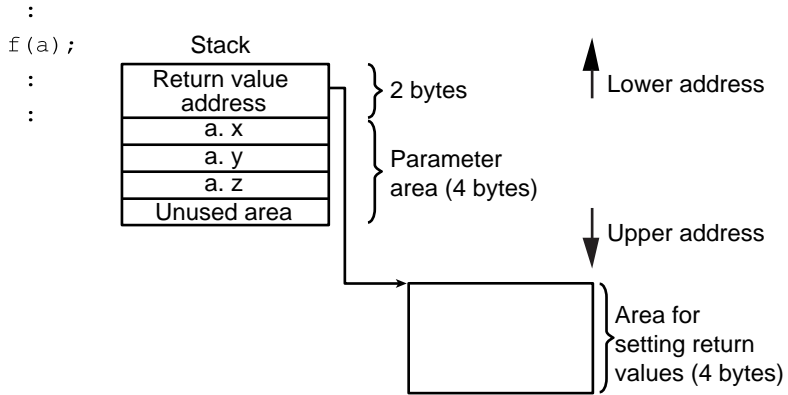 :
f(a);
:
:
Stack
Return value
address
a. x
a. y
a. z
Unused area
2 bytes
Parameter
area (4 bytes)
Lower address
Upper address
Area for
setting return
values (4 bytes)